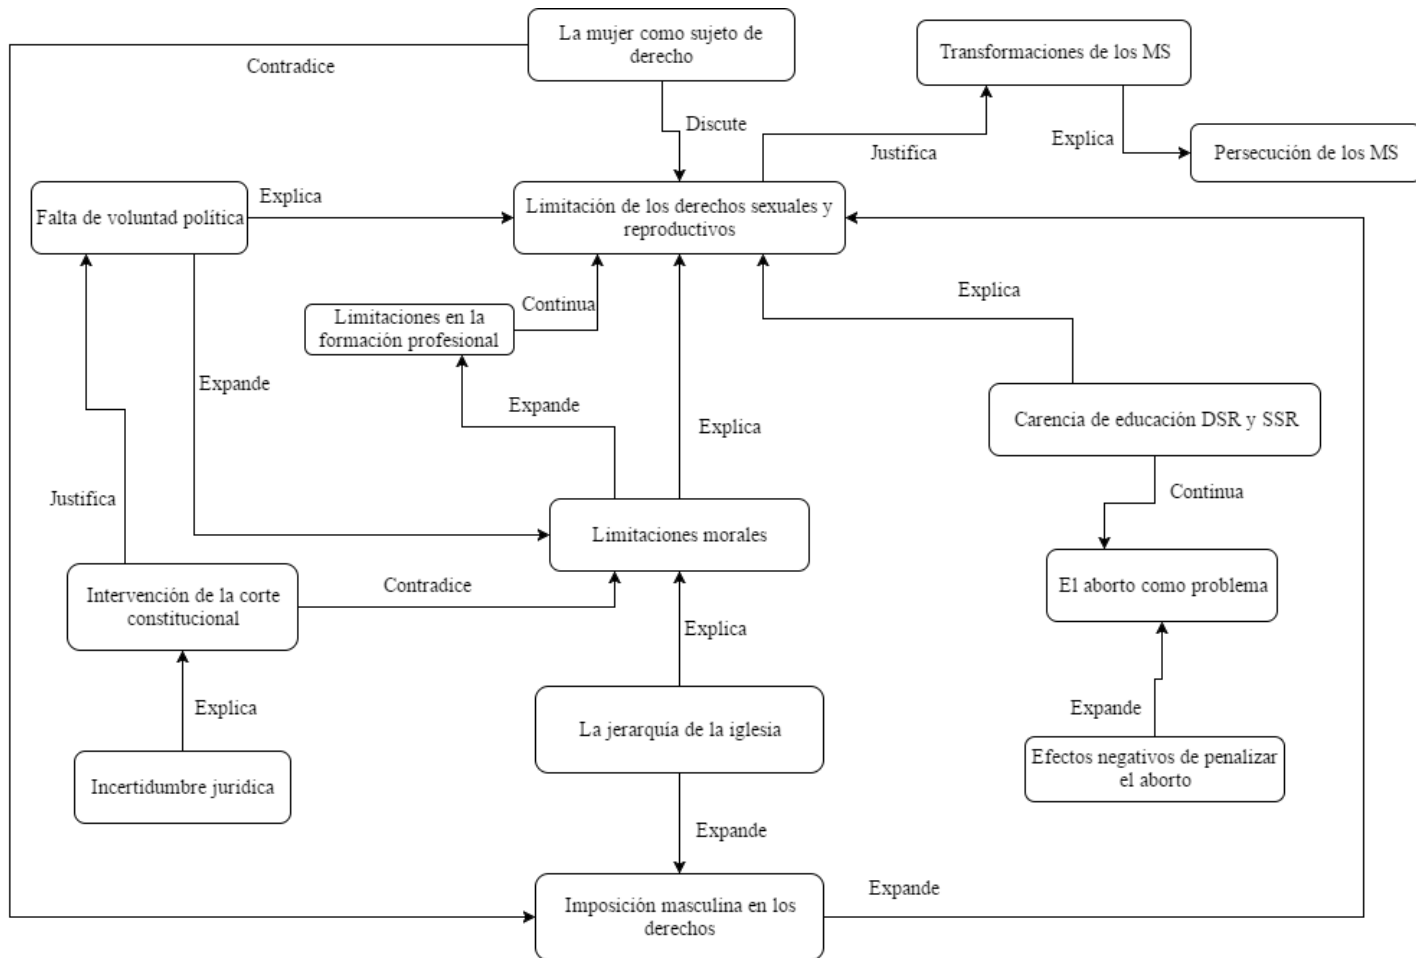 La mujer como sujeto de
derecho
Transformaciones de los MS
Contradice
Discute
Justifica
Explica
Persecución de los MS
Falta de voluntad política
Explica
Limitación de los derechos sexuales y
reproductivos
Limitaciones en la
formación profesional
Continua
Explica
Expande
Expande
Explica
Carencia de educación DSR y SSR
Justifica
Continua
Limitaciones morales
Intervención de la corte
constitucional
Contradice
El aborto como problema
Explica
Explica
Expande
La jerarquía de la iglesia
Incertidumbre jurídica
Efectos negativos de penalizar
el aborto
Expande
Imposición masculina en los
derechos
Expande